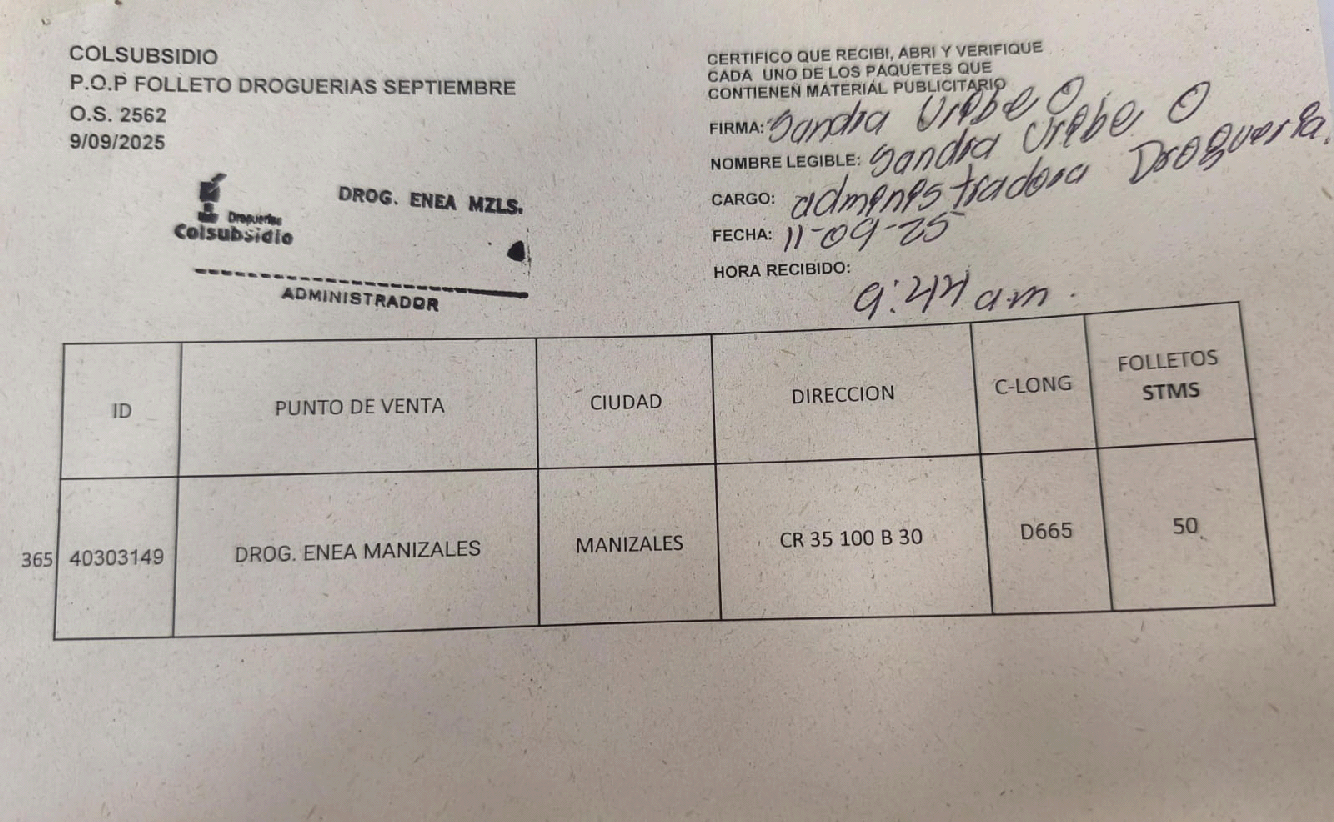 COLSUBSIDIO
P.O.P FOLLETO DROGUERIAS SEPTIEMBRE
O.S. 2562
9/09/2025
Droguerías
Colsubsidio
DROG. ENEA MZLS.
ADMINISTRADOR
CERTIFICO QUE RECIBI, ABRI Y VERIFIQUE
CADA UNO DE LOS PAQUETES QUE
CONTIENEN MATERIAL PUBLICITARIO
FIRMA: Sandra Uribe O.
NOMBRE LEGIBLE: Sandra Uribe O
CARGO: administradora Droguería.
FECHA: 11-09-25
HORA RECIBIDO:
9:44 am.
ID PUNTO DE VENTA CIUDAD DIRECCION C-LONG FOLLETOS STMS
365 40303149 DROG. ENEA MANIZALES MANIZALES CR 35 100 B 30 D665 50